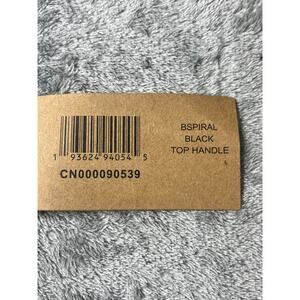 1 93624 94054 5
CN000090539
BSPIRAL
BLACK
TOP HANDLE